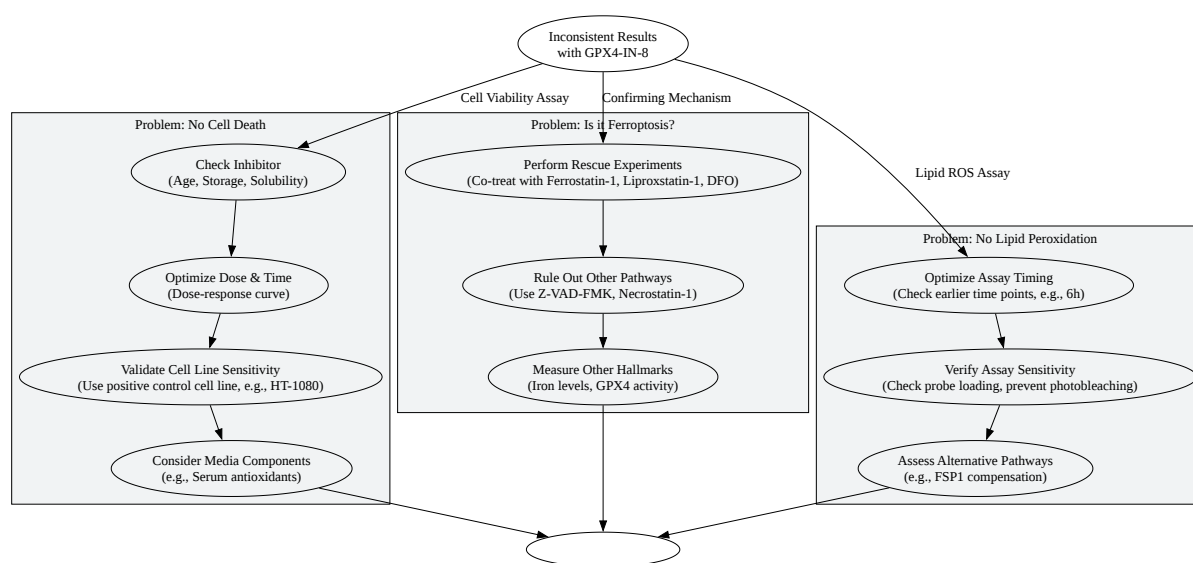 Inconsistent Results
with GPX4-IN-8
Cell Viability Assay
Confirming Mechanism
Lipid ROS Assay
Problem: No Cell Death
Check Inhibitor
(Age, Storage, Solubility)
Optimize Dose & Time
(Dose-response curve)
Validate Cell Line Sensitivity
(Use positive control cell line, e.g., HT-1080)
Consider Media Components
(e.g., Serum antioxidants)
Problem: Is it Ferroptosis?
Perform Rescue Experiments
(Co-treat with Ferrostatin-1, Liproxstatin-1, DFO)
Rule Out Other Pathways
(Use Z-VAD-FMK, Necrostatin-1)
Measure Other Hallmarks
(Iron levels, GPX4 activity)
Problem: No Lipid Peroxidation
Optimize Assay Timing
(Check earlier time points, e.g., 6h)
Verify Assay Sensitivity
(Check probe loading, prevent photobleaching)
Assess Alternative Pathways
(e.g., FSP1 compensation)